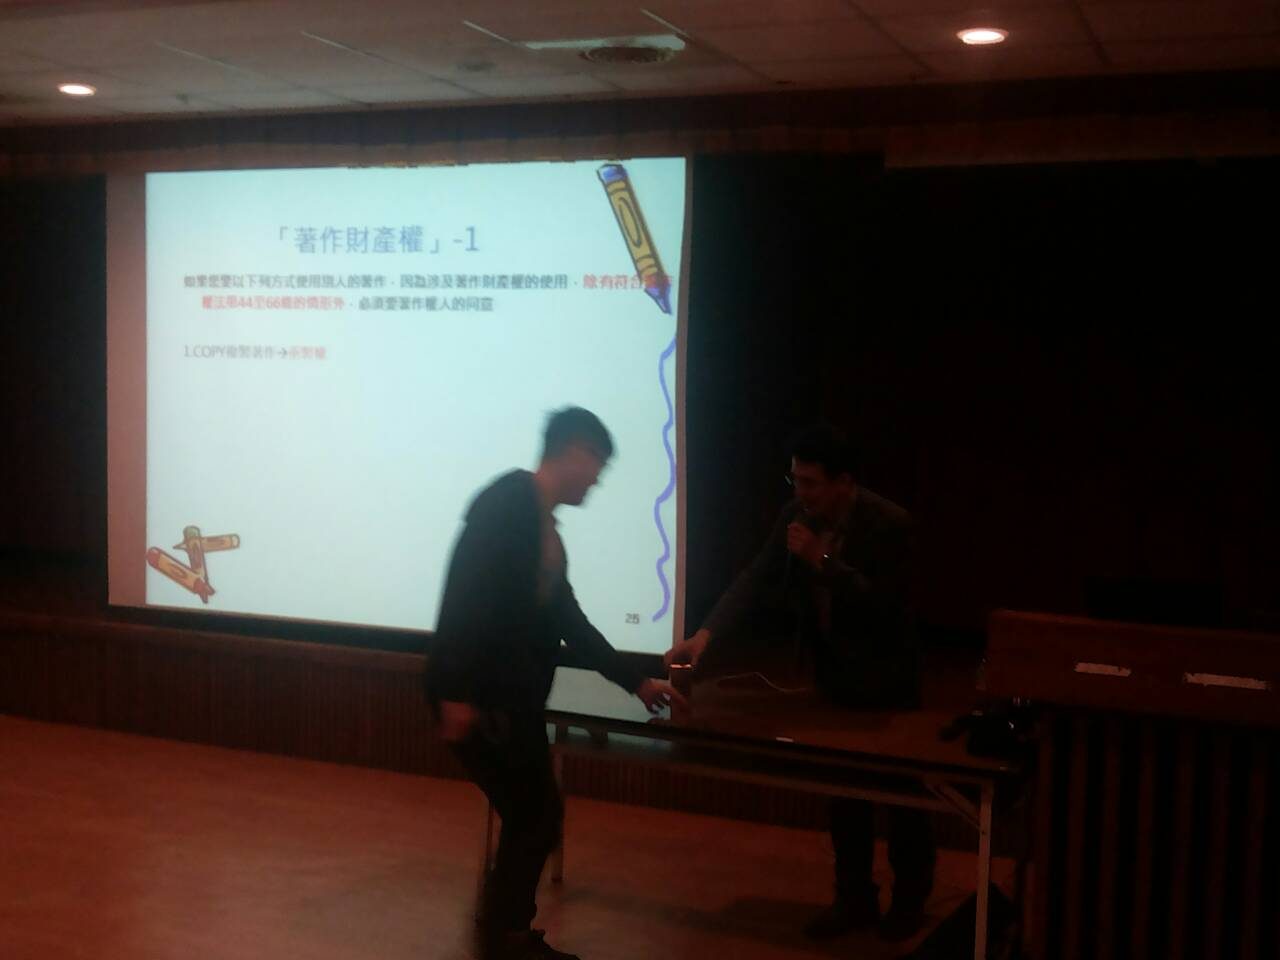 「著作財產權」-1
如果您要以下列方式使用別人的著作，因為涉及著作財產權的使用，除有符合著作
權法第44至66條的情形外，必須要著作權人的同意
1.COPY複製著作→重製權
26